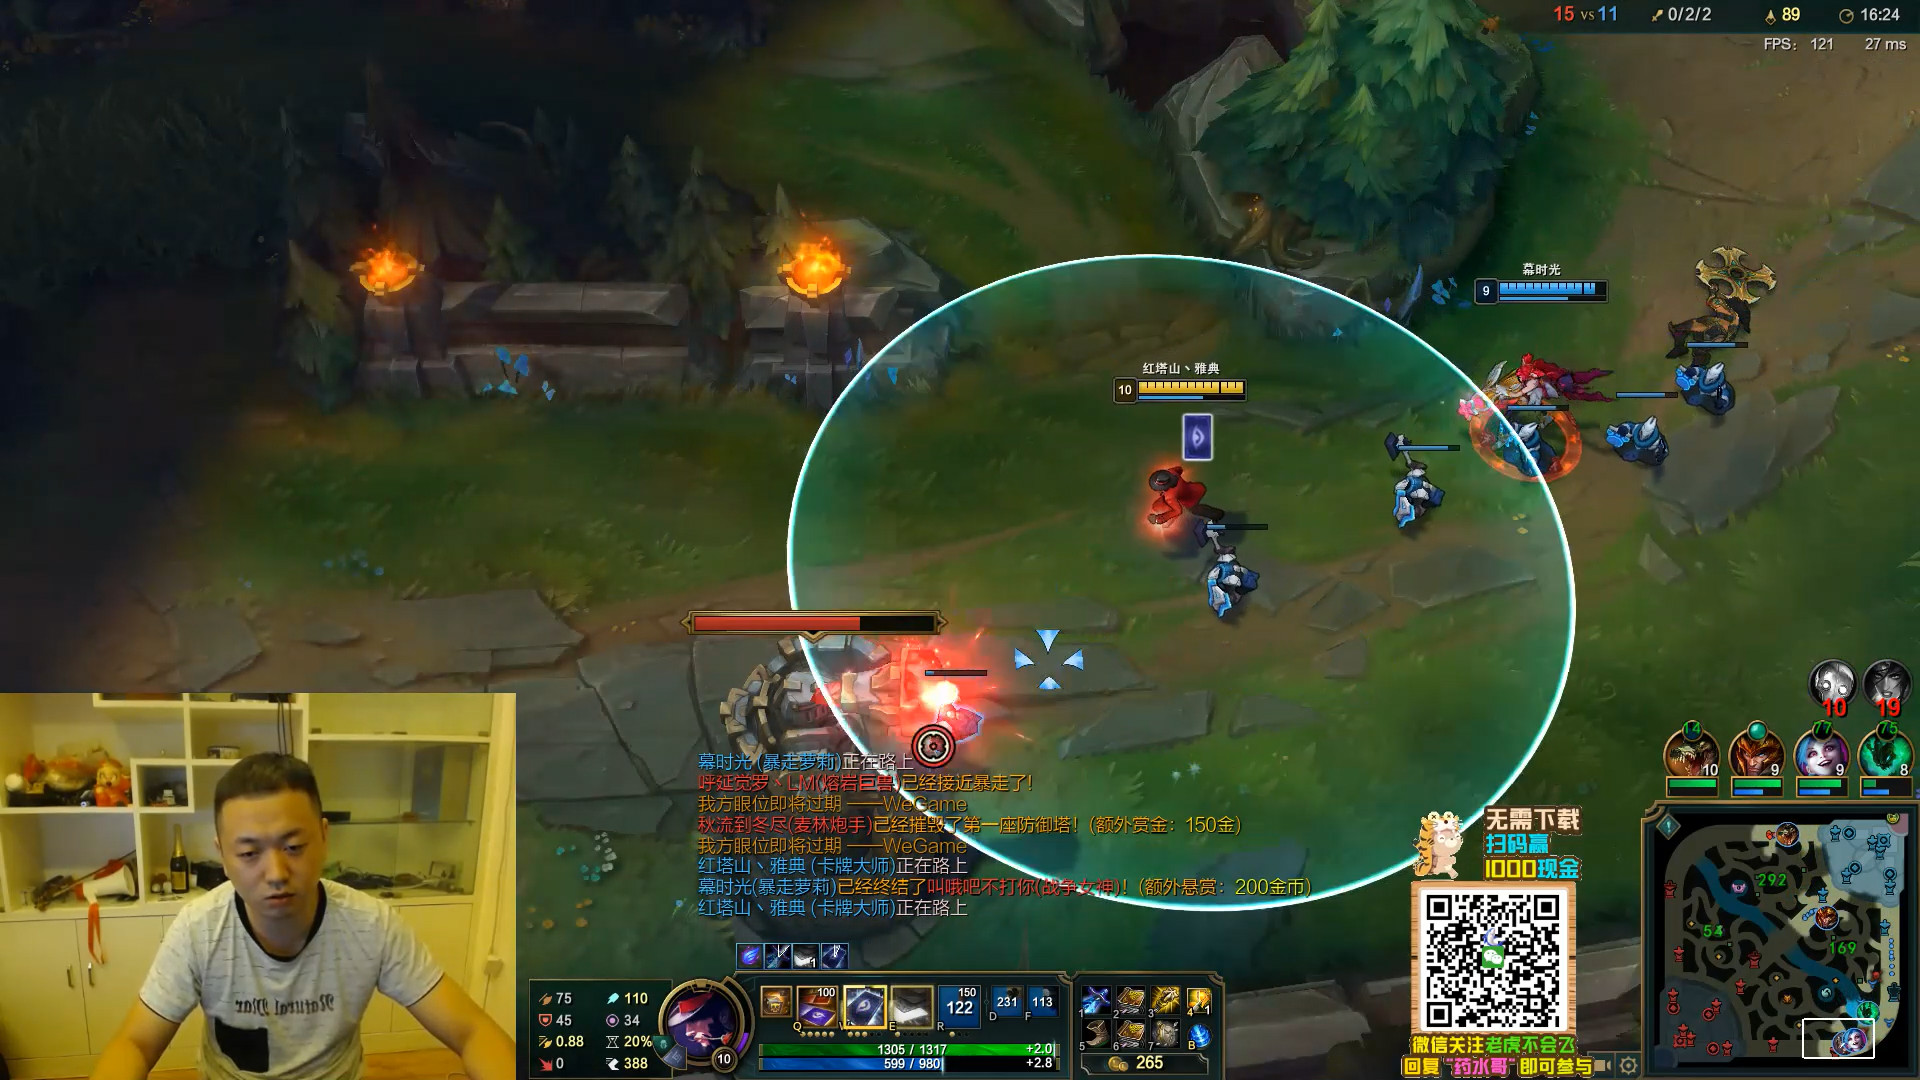 15 vs 11 0/2/2 89 16:24
FPS: 121 27 ms
幕时光
9
红塔山丶雅典
10
幕时光 (暴走萝莉)正在路上
呼延觉罗丶LM(熔岩巨兽)已经接近暴走了!
我方眼位即将过期 ——WeGame
秋流到冬尽(麦林炮手)已经摧毁了第一座防御塔! (额外赏金: 150金)
我方眼位即将过期 ——WeGame
红塔山丶雅典 (卡牌大师)正在路上
幕时光(暴走萝莉)已经终结了叫哦吧不打你(战争女神)! (额外悬赏: 200金币)
红塔山丶雅典 (卡牌大师)正在路上
10 19
14 77 75
10 9 9 8
无需下载
扫码赢
1000现金
292
54
169
微信关注老虎不会飞
回复"药水哥"即可参与
75 110
45 34
0.88 20%
0 388
10
100 150
122 231 113
Q E R D F
1305 / 1317 +2.0
599 / 980 +2.8
1 2 3 4 1
5 6 7 B
265